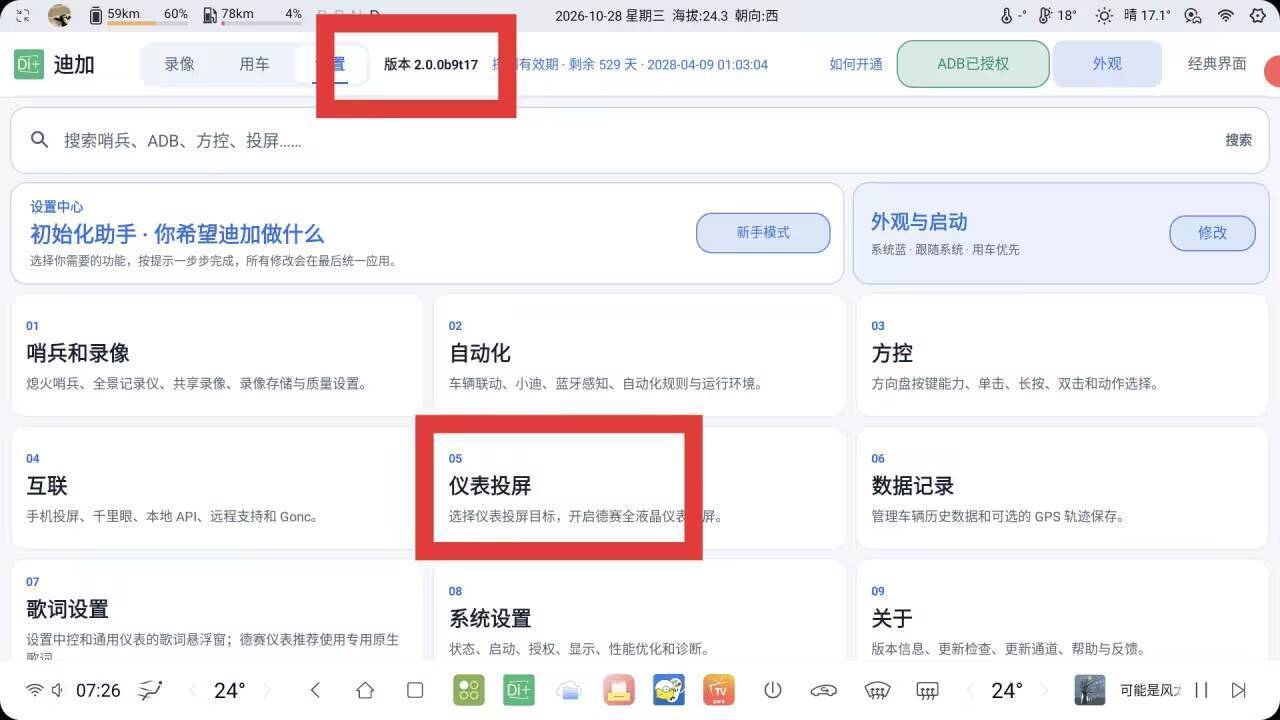 59km 60% 78km 4% 2026-10-28 星期三 海拔:24.3 朝向:西 -° 18° 晴 17.1°
Di+ 迪加 录像 用车 置 版本 2.0.0b9t17 有效期 · 剩余 529 天 · 2028-04-09 01:03:04 如何开通 ADB已授权 外观 经典界面
搜索哨兵、ADB、方控、投屏…… 搜索
设置中心
初始化助手 · 你希望迪加做什么
选择你需要的功能，按提示一步步完成，所有修改会在最后统一应用。
新手模式
外观与启动
系统蓝 · 跟随系统 · 用车优先
修改
01
哨兵和录像
熄火哨兵、全景记录仪、共享录像、录像存储与质量设置。
02
自动化
车辆联动、小迪、蓝牙感知、自动化规则与运行环境。
03
方控
方向盘按键能力、单击、长按、双击和动作选择。
04
互联
手机投屏、千里眼、本地 API、远程支持和 Gonc。
05
仪表投屏
选择仪表投屏目标，开启德赛全液晶仪表 屏。
06
数据记录
管理车辆历史数据和可选的 GPS 轨迹保存。
07
歌词设置
设置中控和通用仪表的歌词悬浮窗；德赛仪表推荐使用专用原生
歌词
08
系统设置
状态、启动、授权、显示、性能优化和诊断。
09
关于
版本信息、更新检查、更新通道、帮助与反馈。
07:26 24° Di+ TV 24° 可能是风